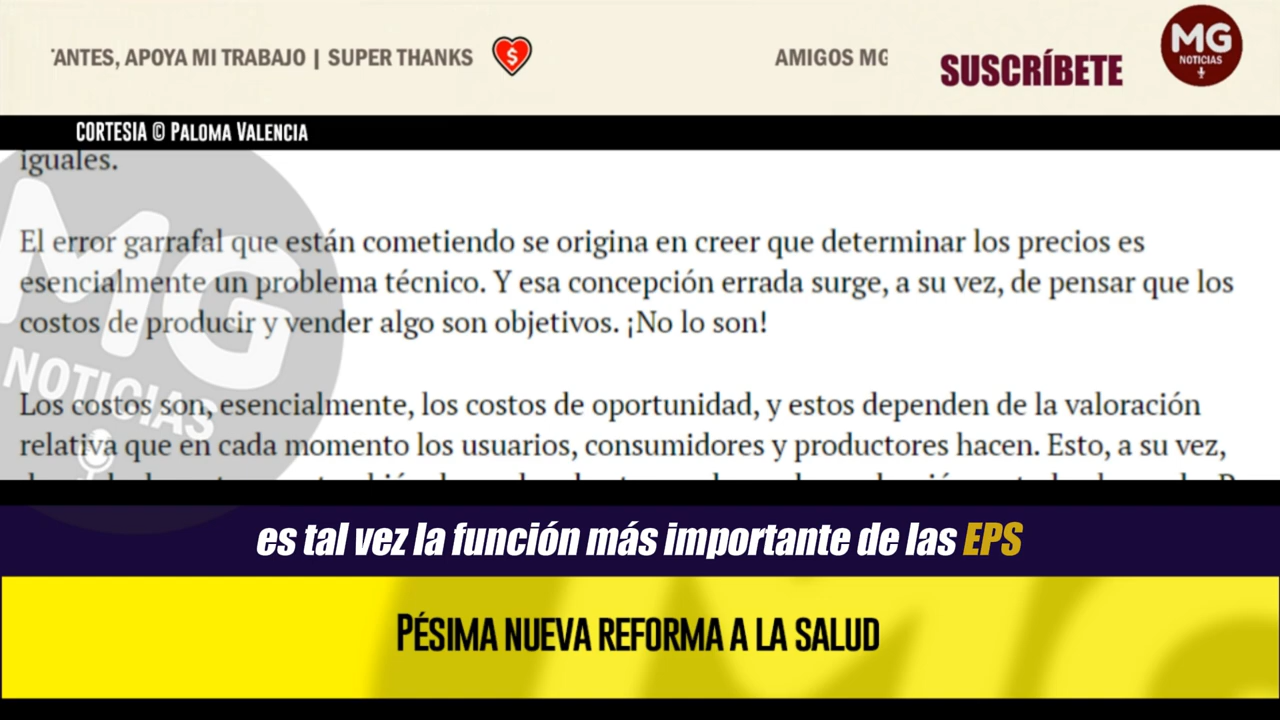 'ANTES, APOYA MI TRABAJO | SUPER THANKS
AMIGOS MG
SUSCRÍBETE
MG
NOTICIAS
CORTESIA © PALOMA VALENCIA
iguales.
El error garrafal que están cometiendo se origina en creer que determinar los precios es
esencialmente un problema técnico. Y esa concepción errada surge, a su vez, de pensar que los
costos de producir y vender algo son objetivos. ¡No lo son!
Los costos son, esencialmente, los costos de oportunidad, y estos dependen de la valoración
relativa que en cada momento los usuarios, consumidores y productores hacen. Esto, a su vez,
MG
NOTICIAS
es tal vez la función más importante de las EPS
PÉSIMA NUEVA REFORMA A LA SALUD